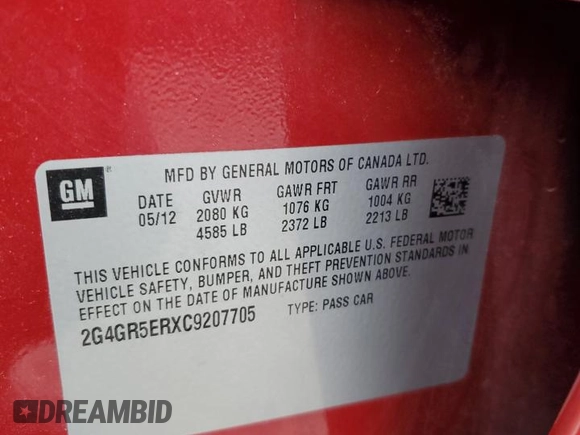 GM
MFD BY GENERAL MOTORS OF CANADA LTD.
DATE GVWR GAWR FRT GAWR RR
05/12 2080 KG 1076 KG 1004 KG
4585 LB 2372 LB 2213 LB
THIS VEHICLE CONFORMS TO ALL APPLICABLE U.S. FEDERAL MOTOR
VEHICLE SAFETY, BUMPER, AND THEFT PREVENTION STANDARDS IN
EFFECT ON THE DATE OF MANUFACTURE SHOWN ABOVE.
2G4GR5ERXC9207705 TYPE: PASS CAR
DREAMBID